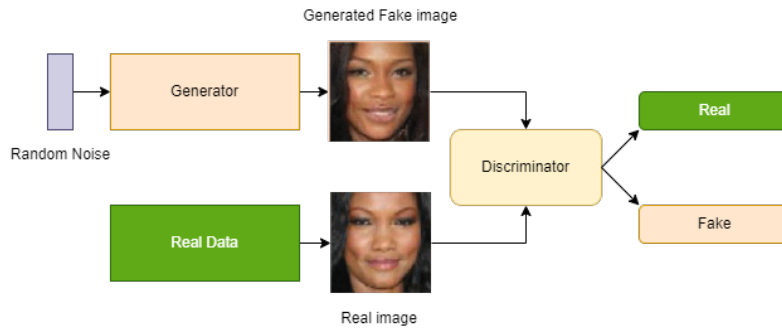 Generated Fake image
Generator
Real
Random Noise
Discriminator
Fake
Real Data
Real image